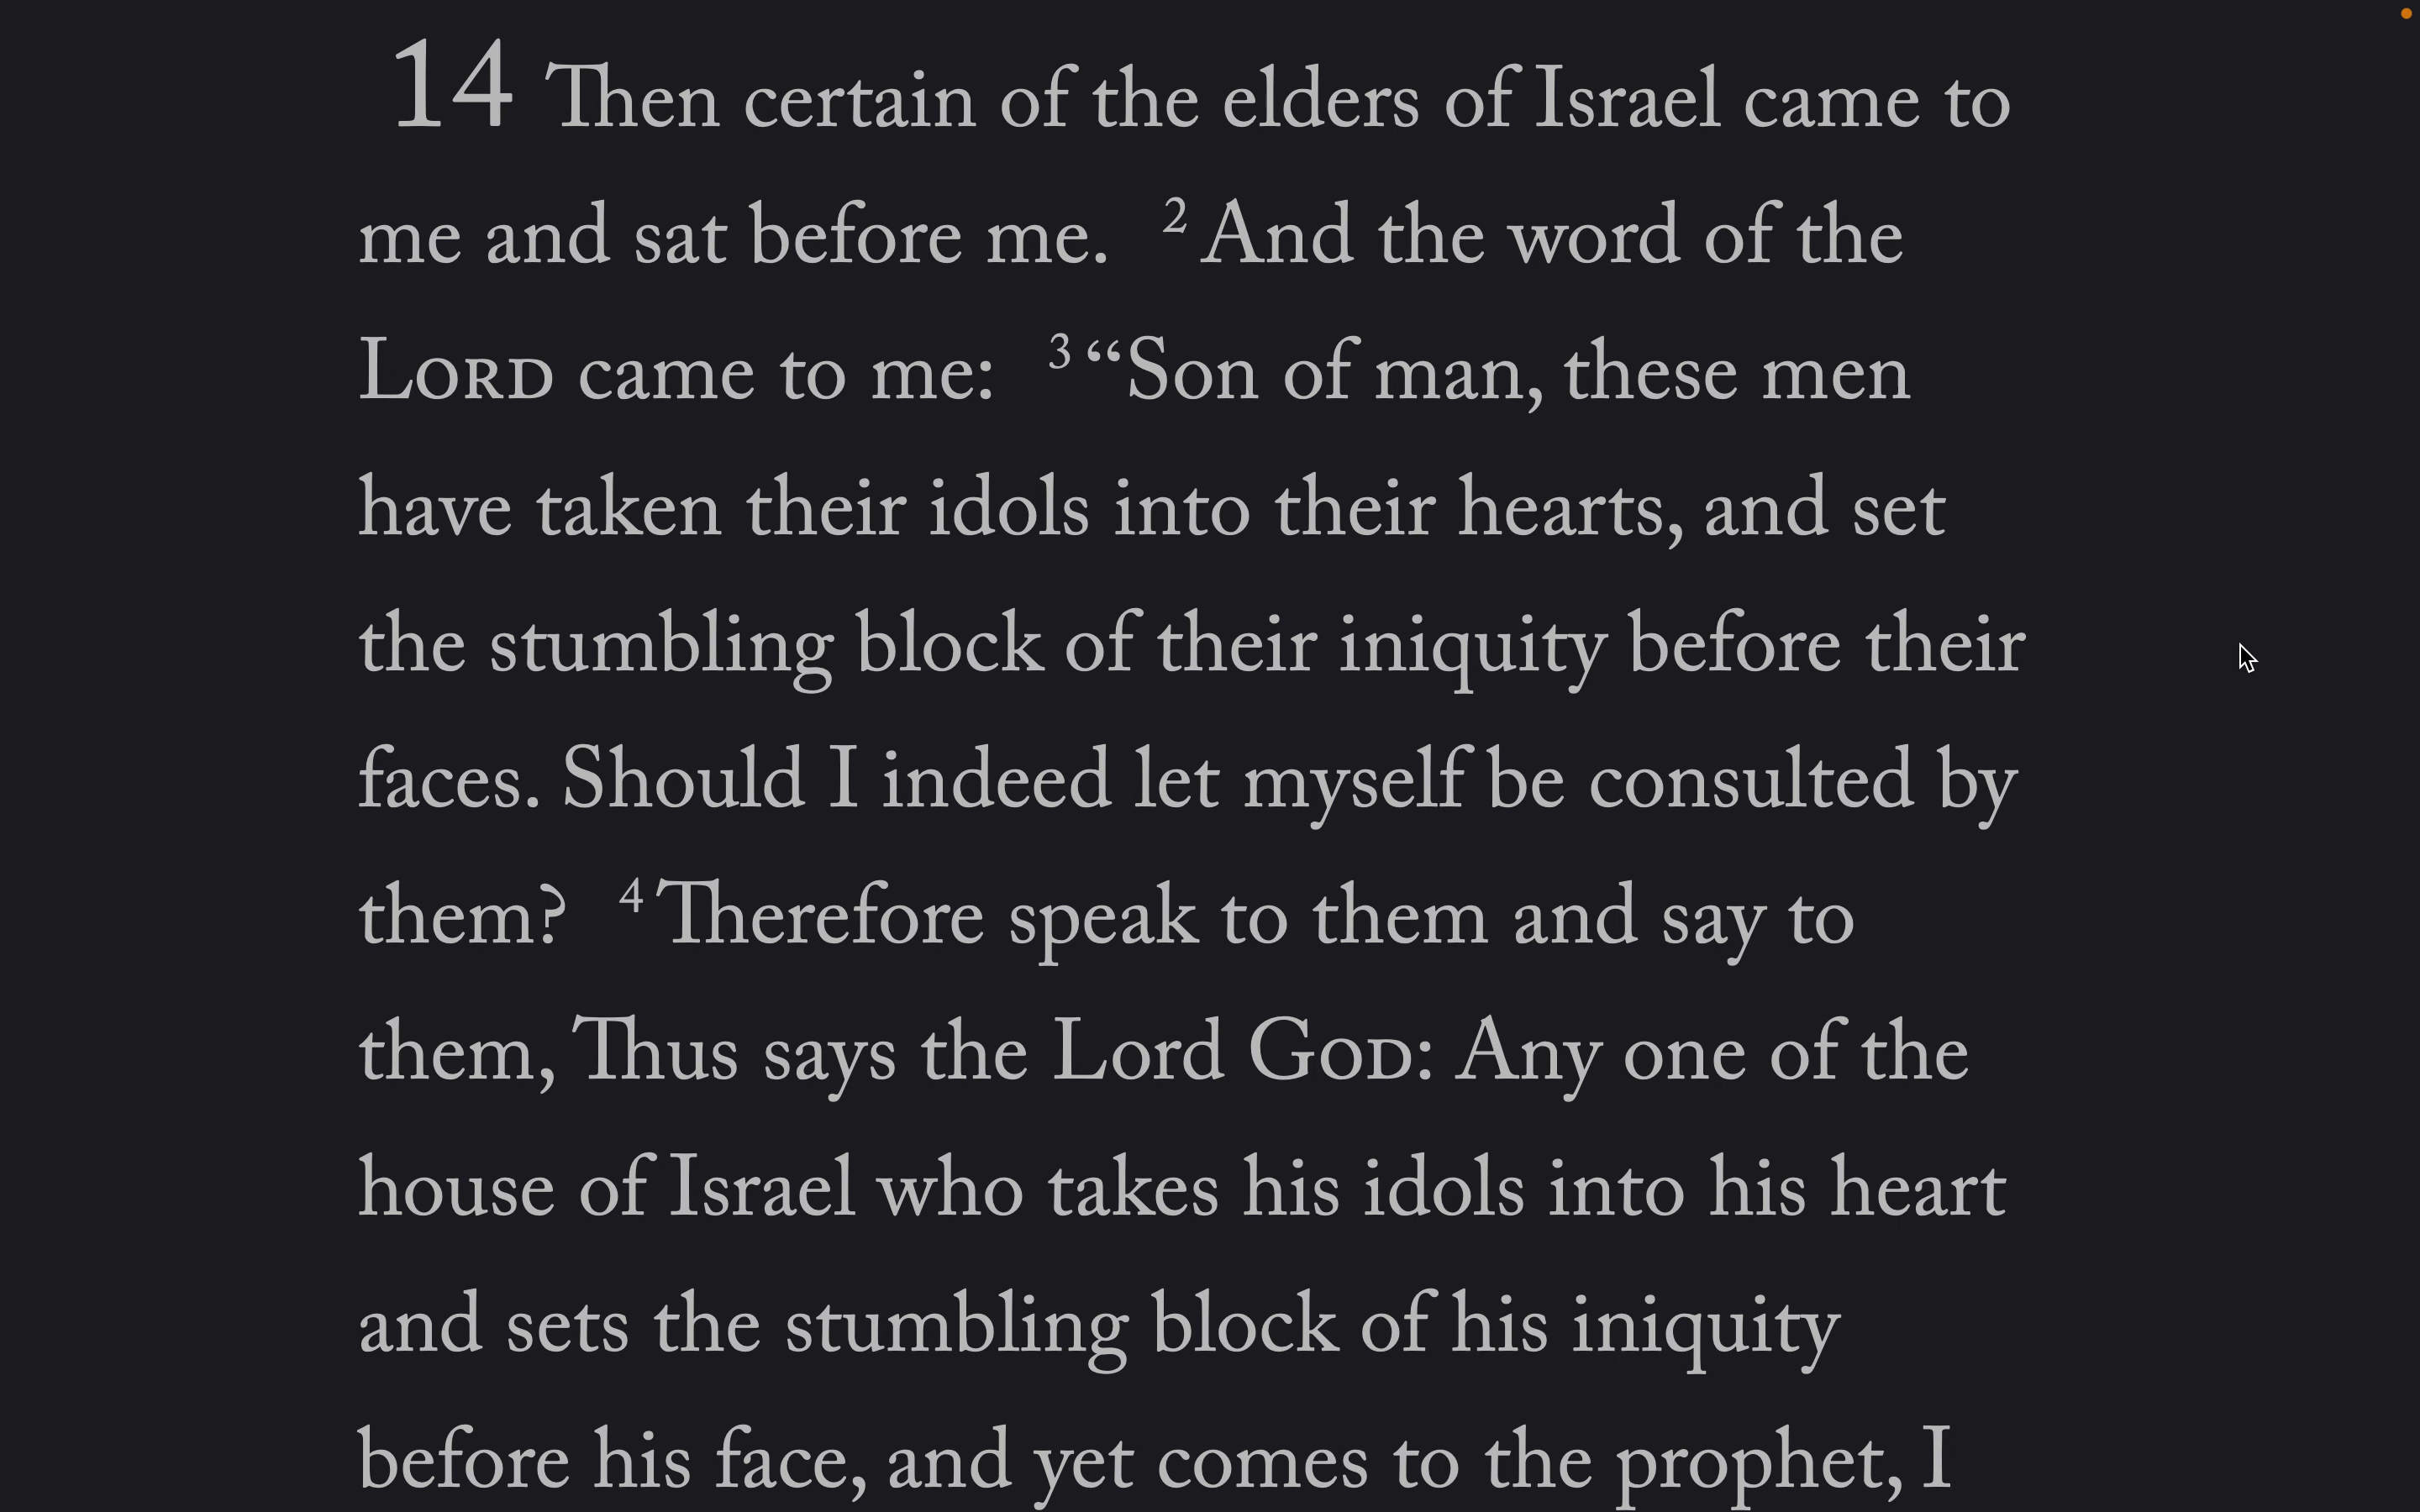 14 Then certain of the elders of Israel came to
me and sat before me. 2 And the word of the
LORD came to me: 3 “Son of man, these men
have taken their idols into their hearts, and set
the stumbling block of their iniquity before their
faces. Should I indeed let myself be consulted by
them? 4 Therefore speak to them and say to
them, Thus says the Lord GOD: Any one of the
house of Israel who takes his idols into his heart
and sets the stumbling block of his iniquity
before his face, and yet comes to the prophet, I